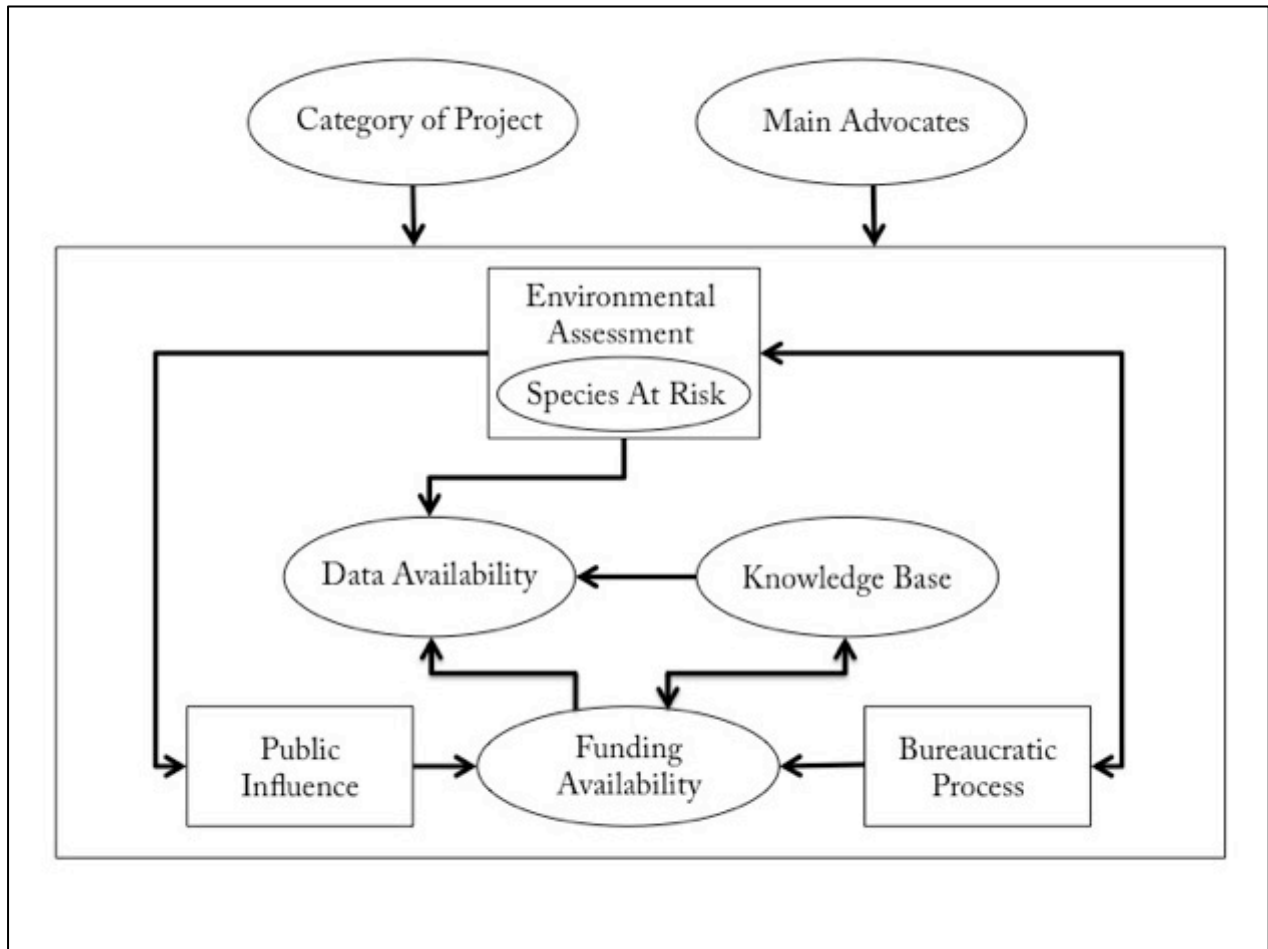 Category of Project
Main Advocates
Environmental
Assessment
Species At Risk
Data Availability
Knowledge Base
Public
Influence
Funding
Availability
Bureaucratic
Process